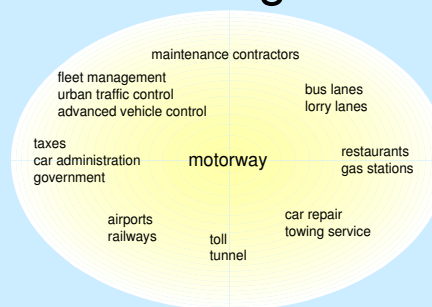 maintenance contractors
fleet management
urban traffic control
advanced vehicle control
bus lanes
lorry lanes
taxes
car administration
government
motorway
restaurants
gas stations
airports
railways
toll
tunnel
car repair
towing service